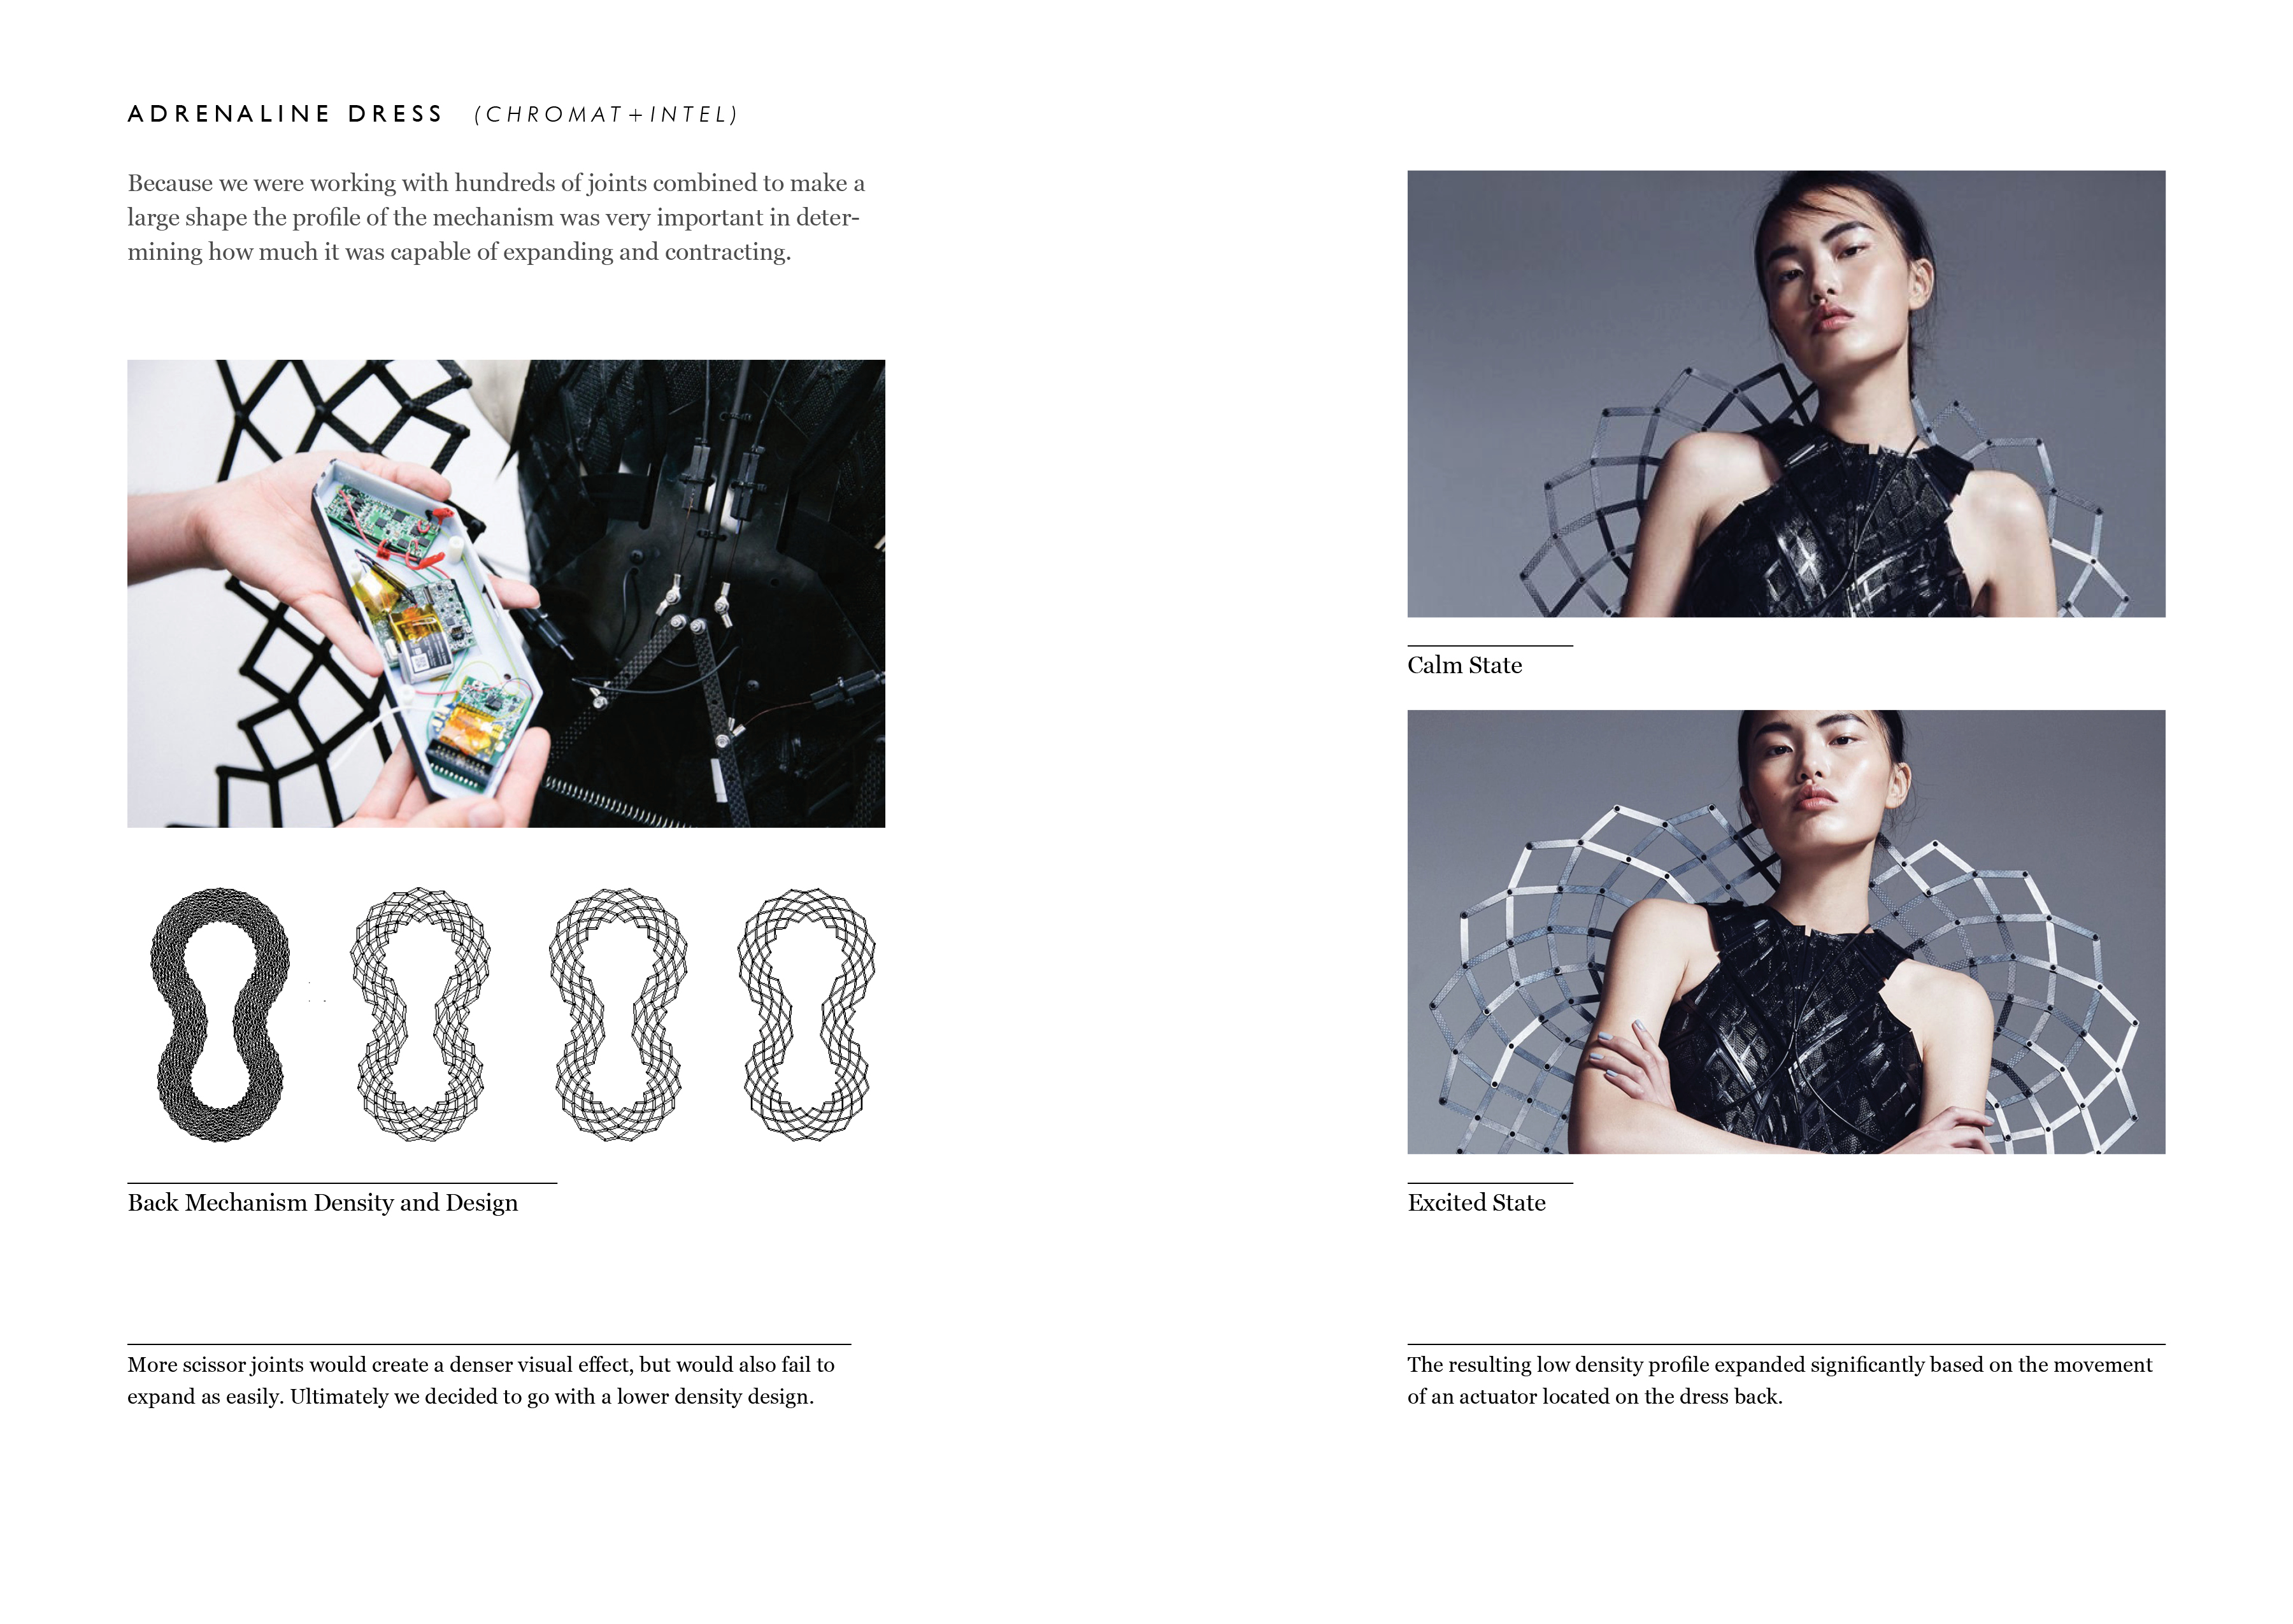 ADRENALINE DRESS (CHROMAT+INTEL)
Because we were working with hundreds of joints combined to make a
large shape the profile of the mechanism was very important in deter-
mining how much it was capable of expanding and contracting.
Back Mechanism Density and Design
More scissor joints would create a denser visual effect, but would also fail to
expand as easily. Ultimately we decided to go with a lower density design.
Calm State
Excited State
The resulting low density profile expanded significantly based on the movement
of an actuator located on the dress back.